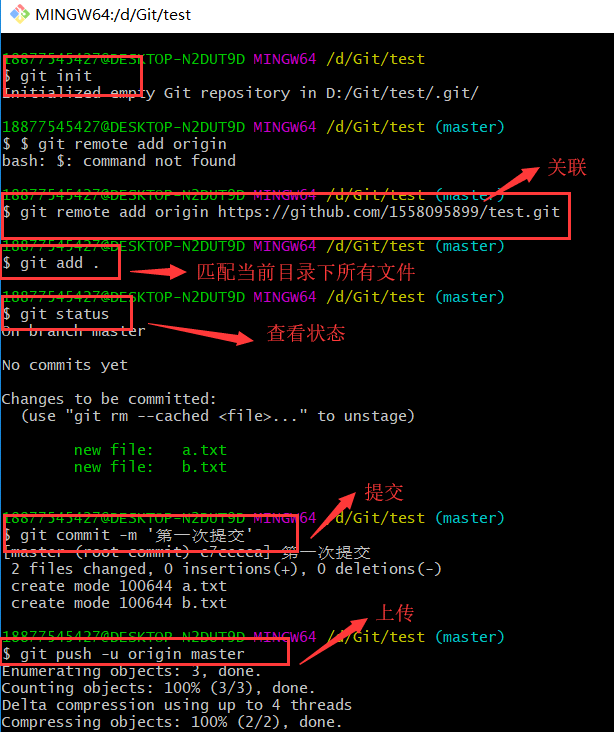 MINGW64:/d/Git/test
18877545427@DESKTOP-N2DUT9D MINGW64 /d/Git/test
$ git init
Initialized empty Git repository in D:/Git/test/.git/
18877545427@DESKTOP-N2DUT9D MINGW64 /d/Git/test (master)
$ $ git remote add origin
bash: $: command not found
关联
18877545427@DESKTOP-N2DUT9D MINGW64 /d/Git/test (master)
$ git remote add origin https://github.com/1558095899/test.git
18877545427@DESKTOP-N2DUT9D MINGW64 /d/Git/test (master)
$ git add .
匹配当前目录下所有文件
18877545427@DESKTOP-N2DUT9D MINGW64 /d/Git/test (master)
$ git status
查看状态
On branch master
No commits yet
Changes to be committed:
(use "git rm --cached <file>..." to unstage)
new file: a.txt
new file: b.txt
提交
18877545427@DESKTOP-N2DUT9D MINGW64 /d/Git/test (master)
$ git commit -m '第一次提交'
[master (root-commit) 第一次提交
2 files changed, 0 insertions(+), 0 deletions(-)
create mode 100644 a.txt
create mode 100644 b.txt
上传
18877545427@DESKTOP-N2DUT9D MINGW64 /d/Git/test (master)
$ git push -u origin master
Enumerating objects: 3, done.
Counting objects: 100% (3/3), done.
Delta compression using up to 4 threads
Compressing objects: 100% (2/2), done.